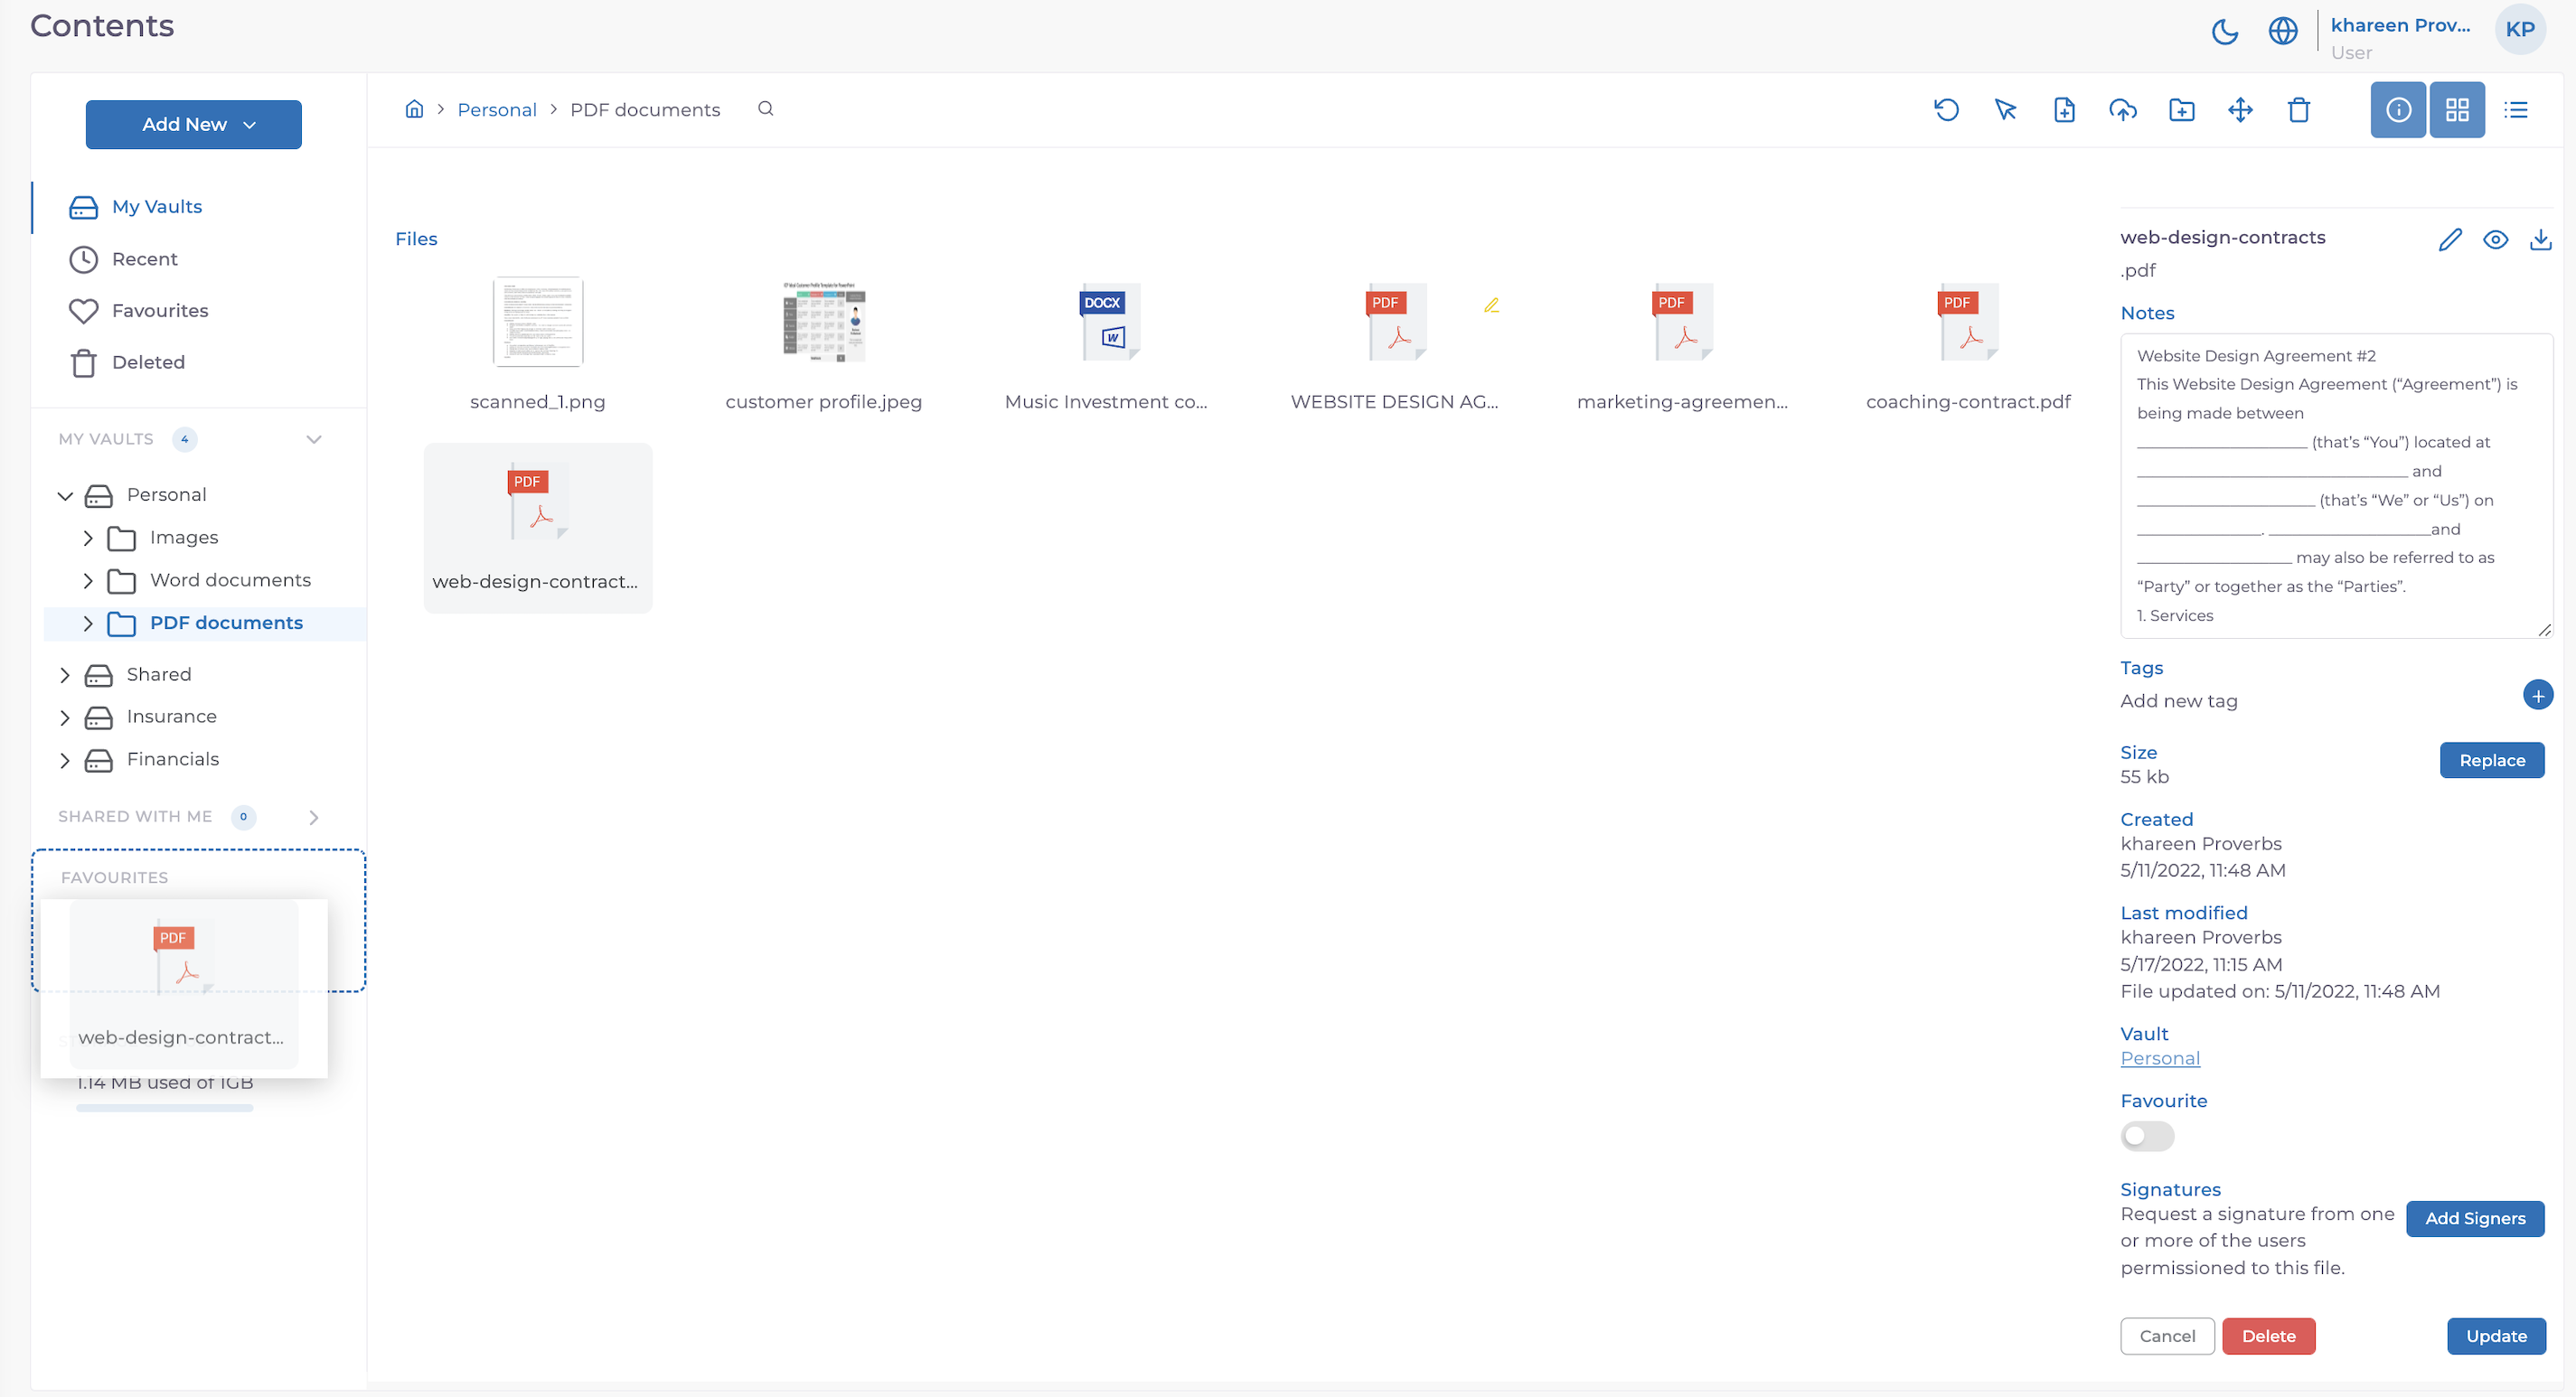 Contents
khareen Prov...
User
KP
Add New
Personal
PDF documents
My Vaults
Recent
Favourites
Deleted
MY VAULTS 4
Personal
Images
Word documents
PDF documents
Shared
Insurance
Financials
SHARED WITH ME 0
FAVOURITES
PDF
web-design-contract...
1.14 MB used of 1GB
Files
scanned_1.png
customer profile.jpeg
DOCX
W
Music Investment co...
PDF
WEBSITE DESIGN AG...
PDF
marketing-agreemen...
PDF
coaching-contract.pdf
PDF
web-design-contract...
web-design-contracts
.pdf
Notes
Website Design Agreement #2
This Website Design Agreement (“Agreement”) is
being made between
______________________ (that’s “You”) located at
___________________________________ and
_______________________ (that’s “We” or “Us”) on
________________. _____________________and
____________________ may also be referred to as
“Party” or together as the “Parties”.
1. Services
Tags
Add new tag
Size
55 kb
Replace
Created
khareen Proverbs
5/11/2022, 11:48 AM
Last modified
khareen Proverbs
5/17/2022, 11:15 AM
File updated on: 5/11/2022, 11:48 AM
Vault
Personal
Favourite
Signatures
Request a signature from one
or more of the users
permissioned to this file.
Add Signers
Cancel
Delete
Update